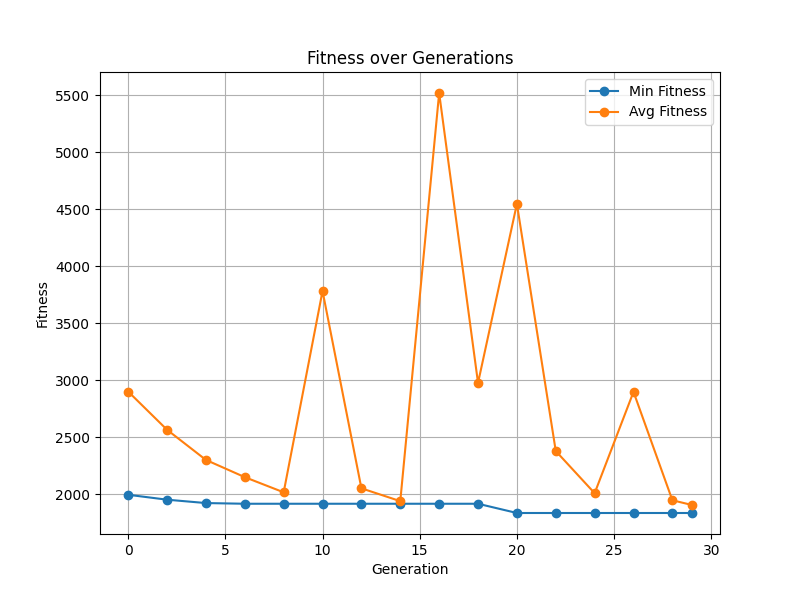 Fitness over Generations
Min Fitness
Avg Fitness
5500
5000
4500
4000
3500
3000
2500
2000
Fitness
0 5 10 15 20 25 30
Generation